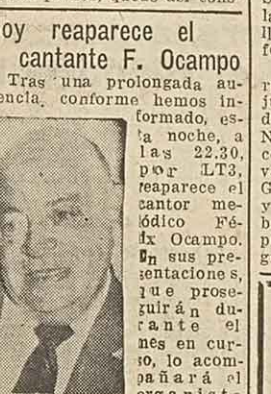 oy reaparece el
cantante F. Ocampo
Tras una prolongada au-
encia, conforme hemos in-
formado, es-
ta noche, a
las 22.30,
por LT3,
reaparece el
cantor me-
lódico Fé-
lix Ocampo.
En sus pre-
sentaciones,
que prose-
guirán du-
rante el
mes en cur-
so, lo acom-
pañará el
organista